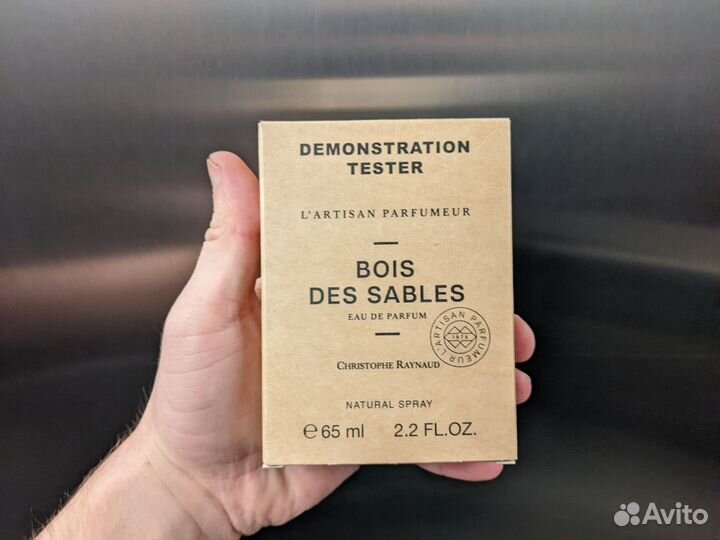 DEMONSTRATION
TESTER
L'ARTISAN PARFUMEUR
BOIS
DES SABLES
EAU DE PARFUM
CHRISTOPHE RAYNAUD
L'ARTISAN PARFUMEUR
1976
NATURAL SPRAY
e 65 ml 2.2 FL.OZ.
Avito